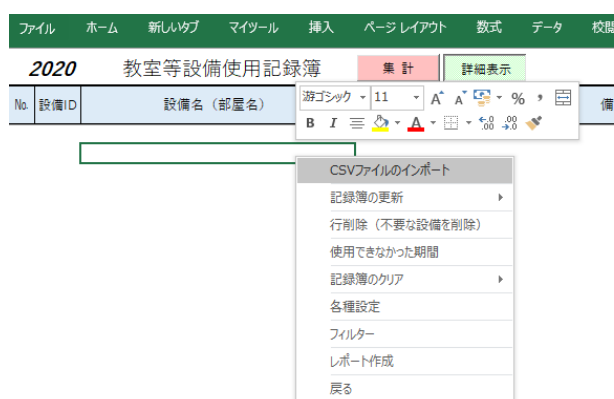 ファイル ホーム 新しいタブ マイツール 挿入 ページ レイアウト 数式 データ 校閲
2020 教室等設備使用記録簿 集 計 詳細表示
游ゴシック 11 A A % ,
No. 設備ID 設備名（部屋名） 備
B I A .00 .00 .0
CSVファイルのインポート
記録簿の更新
行削除（不要な設備を削除）
使用できなかった期間
記録簿のクリア
各種設定
フィルター
レポート作成
戻る